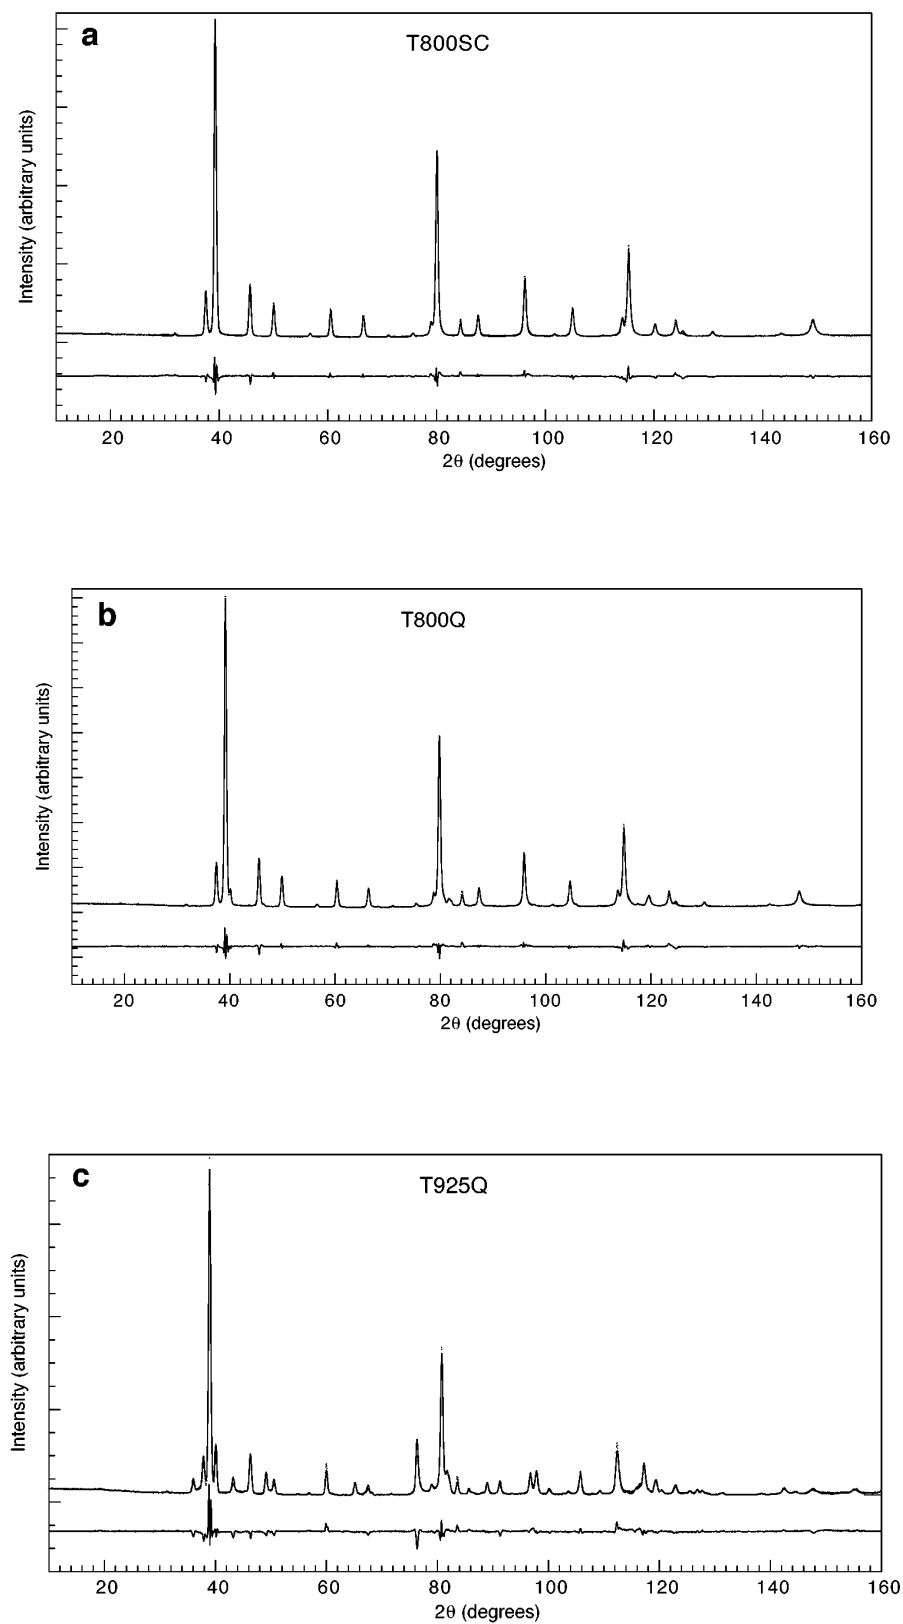 a
T800SC
Intensity (arbitrary units)
20 40 60 80 100 120 140 160
2θ (degrees)
b
T800Q
Intensity (arbitrary units)
20 40 60 80 100 120 140 160
2θ (degrees)
c
T925Q
Intensity (arbitrary units)
20 40 60 80 100 120 140 160
2θ (degrees)